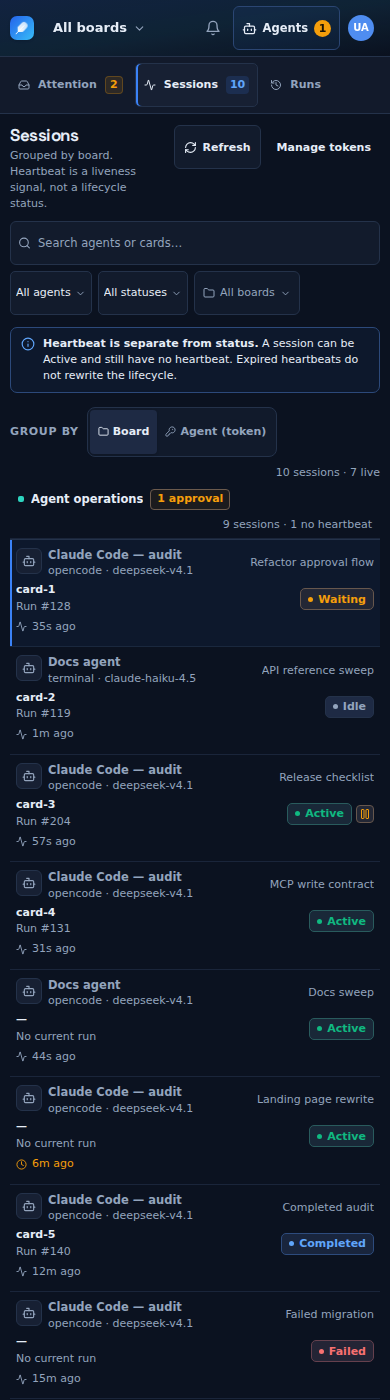 All boards
Agents 1
UA
Attention 2
Sessions 10
Runs
Sessions
Grouped by board.
Heartbeat is a liveness
signal, not a lifecycle
status.
Refresh
Manage tokens
Search agents or cards…
All agents
All statuses
All boards
Heartbeat is separate from status. A session can be
Active and still have no heartbeat. Expired heartbeats do
not rewrite the lifecycle.
GROUP BY
Board
Agent (token)
10 sessions · 7 live
Agent operations 1 approval
9 sessions · 1 no heartbeat
Claude Code — audit
opencode · deepseek-v4.1
Refactor approval flow
card-1
Run #128
Waiting
35s ago
Docs agent
terminal · claude-haiku-4.5
API reference sweep
card-2
Run #119
Idle
1m ago
Claude Code — audit
opencode · deepseek-v4.1
Release checklist
card-3
Run #204
Active
57s ago
Claude Code — audit
opencode · deepseek-v4.1
MCP write contract
card-4
Run #131
Active
31s ago
Docs agent
opencode · deepseek-v4.1
Docs sweep
—
No current run
Active
44s ago
Claude Code — audit
opencode · deepseek-v4.1
Landing page rewrite
—
No current run
Active
6m ago
Claude Code — audit
opencode · deepseek-v4.1
Completed audit
card-5
Run #140
Completed
12m ago
Claude Code — audit
opencode · deepseek-v4.1
Failed migration
—
No current run
Failed
15m ago